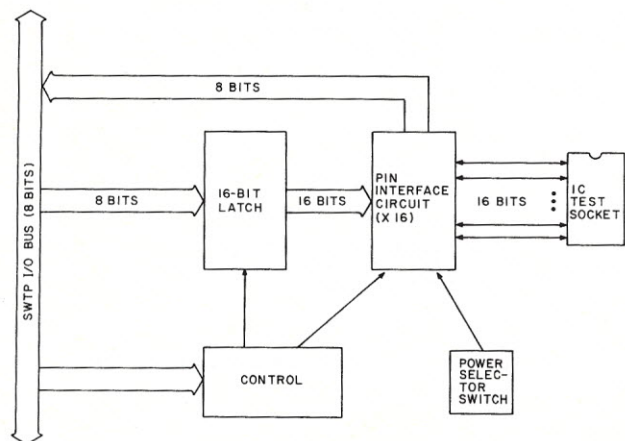 8 BITS
SWTP I/O BUS (8 BITS)
8 BITS
16-BIT
LATCH
16 BITS
PIN
INTERFACE
CIRCUIT
(X 16)
16 BITS
IC
TEST
SOCKET
CONTROL
POWER
SELEC-
TOR
SWITCH